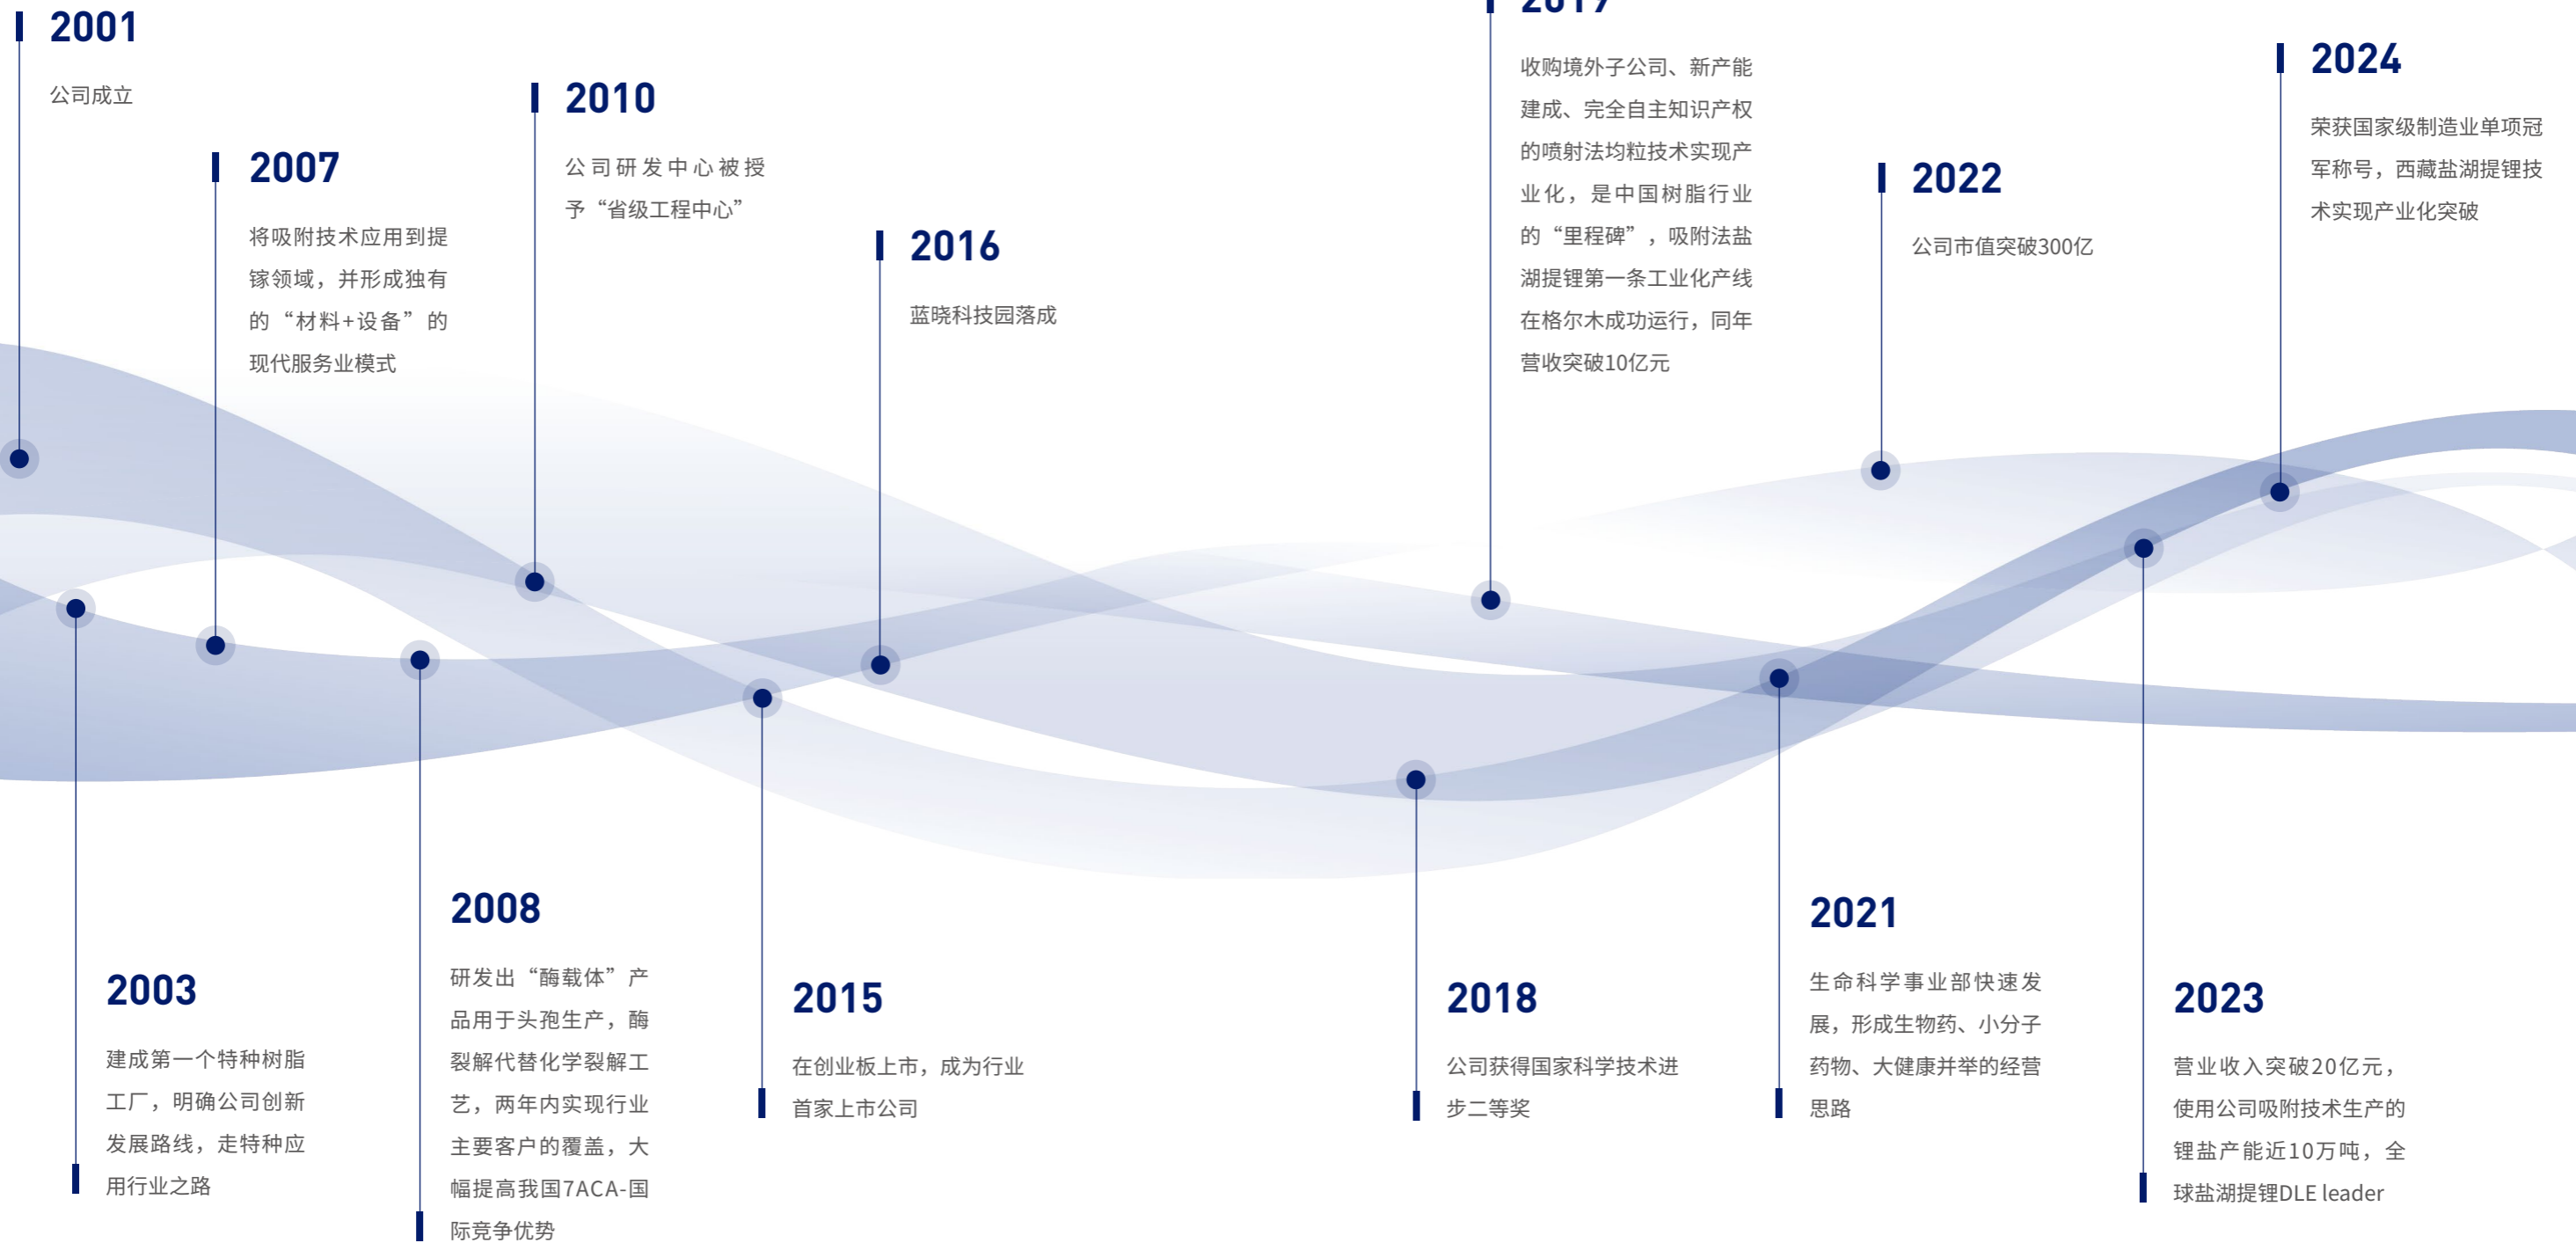 2001
公司成立
2003
建成第一个特种树脂
工厂，明确公司创新
发展路线，走特种应
用行业之路
2007
将吸附技术应用到提
镓领域，并形成独有
的“材料+设备”的
现代服务业模式
2008
研发出“酶载体”产
品用于头孢生产，酶
裂解代替化学裂解工
艺，两年内实现行业
主要客户的覆盖，大
幅提高我国7ACA-国
际竞争优势
2010
公司研发中心被授
予“省级工程中心”
2015
在创业板上市，成为行业
首家上市公司
2016
蓝晓科技园落成
2018
公司获得国家科学技术进
步二等奖
2019
收购境外子公司、新产能
建成、完全自主知识产权
的喷射法均粒技术实现产
业化，是中国树脂行业
的“里程碑”，吸附法盐
湖提锂第一条工业化产线
在格尔木成功运行，同年
营收突破10亿元
2021
生命科学事业部快速发
展，形成生物药、小分子
药物、大健康并举的经营
思路
2022
公司市值突破300亿
2023
营业收入突破20亿元，
使用公司吸附技术生产的
锂盐产能近10万吨，全
球盐湖提锂DLE leader
2024
荣获国家级制造业单项冠
军称号，西藏盐湖提锂技
术实现产业化突破